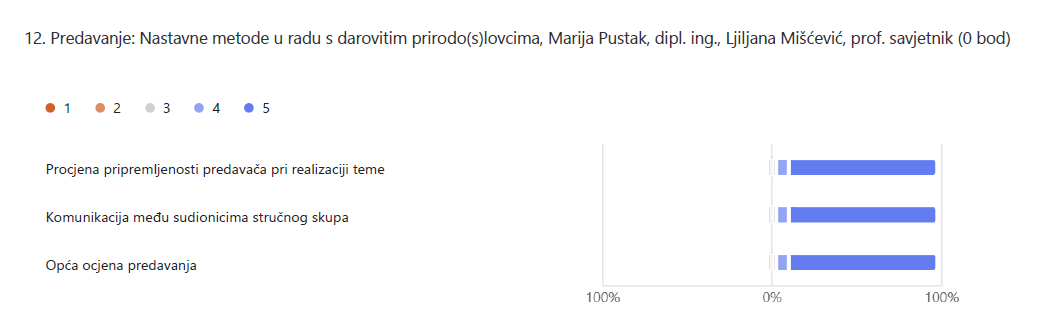 12. Predavanje: Nastavne metode u radu s darovitim prirodo(s)lovcima, Marija Pustak, dipl. ing., Ljiljana Mišćević, prof. savjetnik (0 bod)
1 2 3 4 5
Procjena pripremljenosti predavača pri realizaciji teme
Komunikacija među sudionicima stručnog skupa
Opća ocjena predavanja
100% 0% 100%